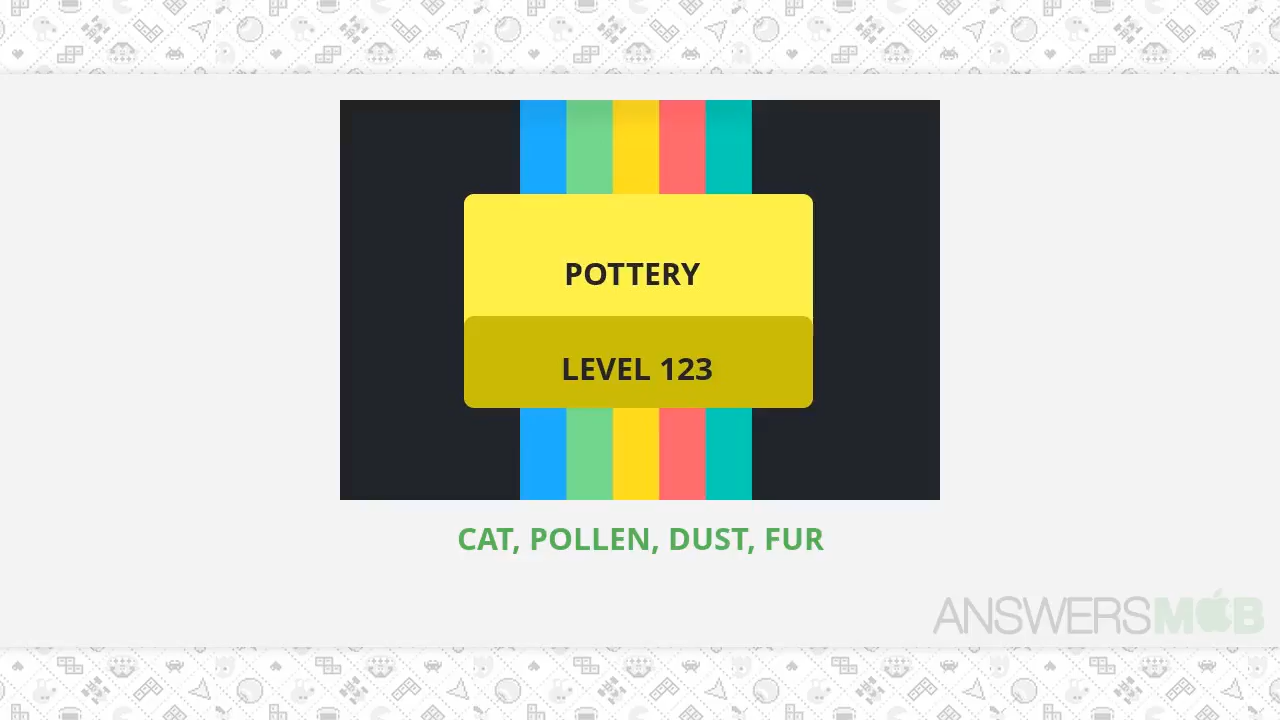 POTTERY
LEVEL 123
CAT, POLLEN, DUST, FUR
ANSWERSMOB